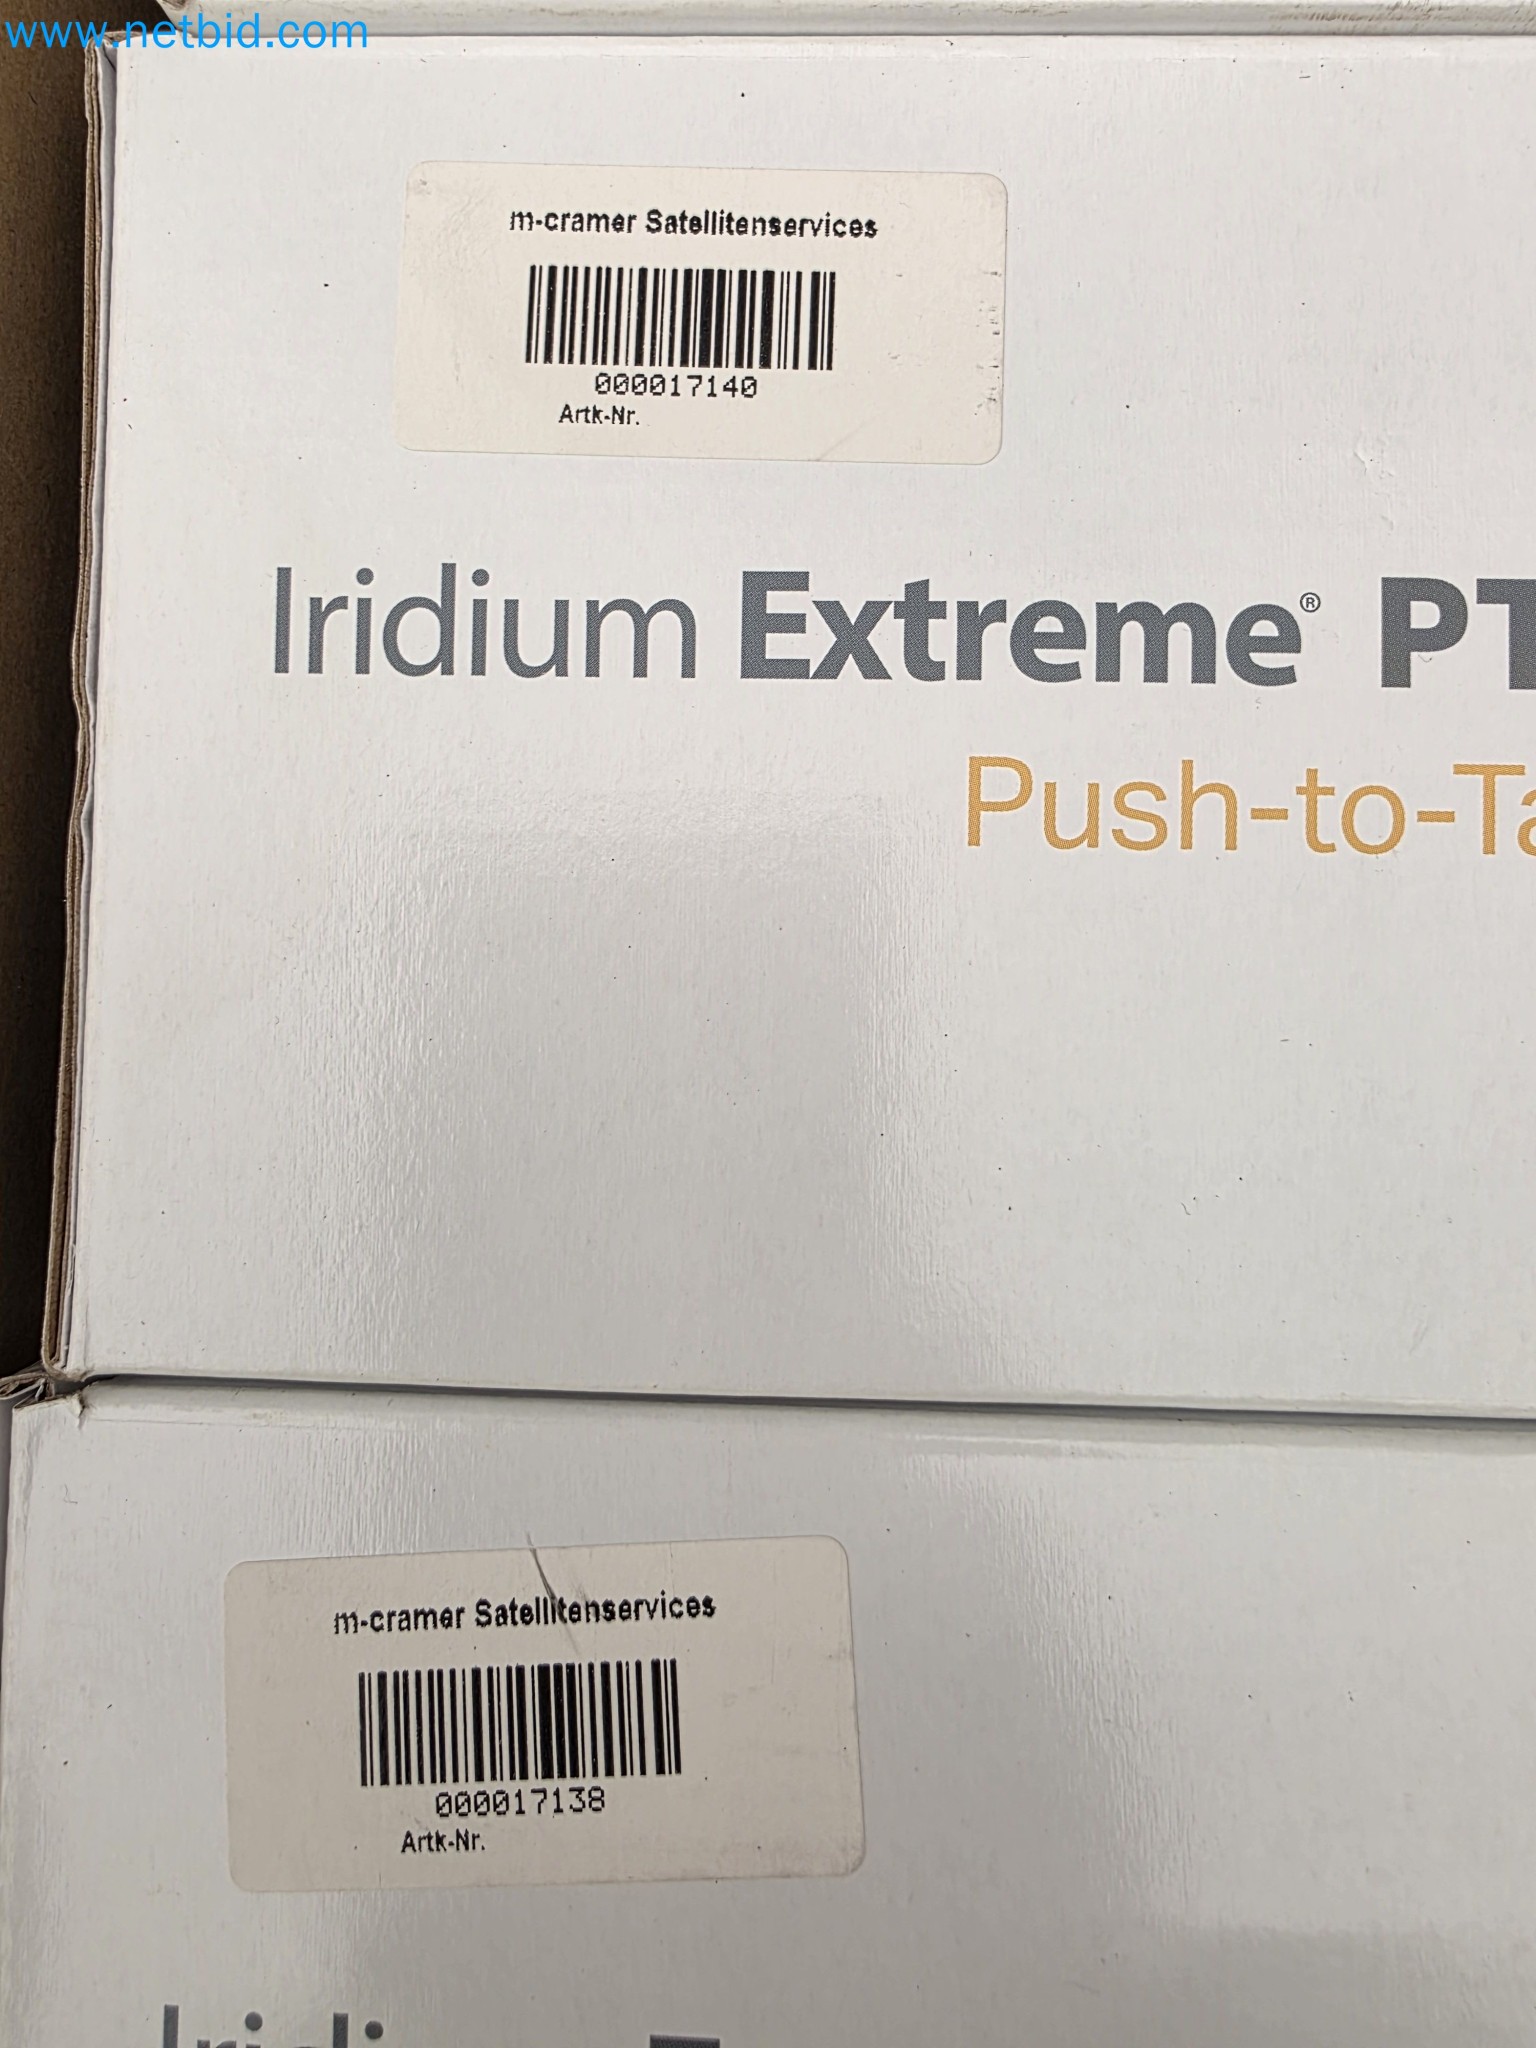 www.netbid.com
m-cramer Satellitenservices
000017140
Artk-Nr.
Iridium Extreme® PT
Push-to-Ta
m-cramer Satellitenservices
000017138
Artk-Nr.
Iridium